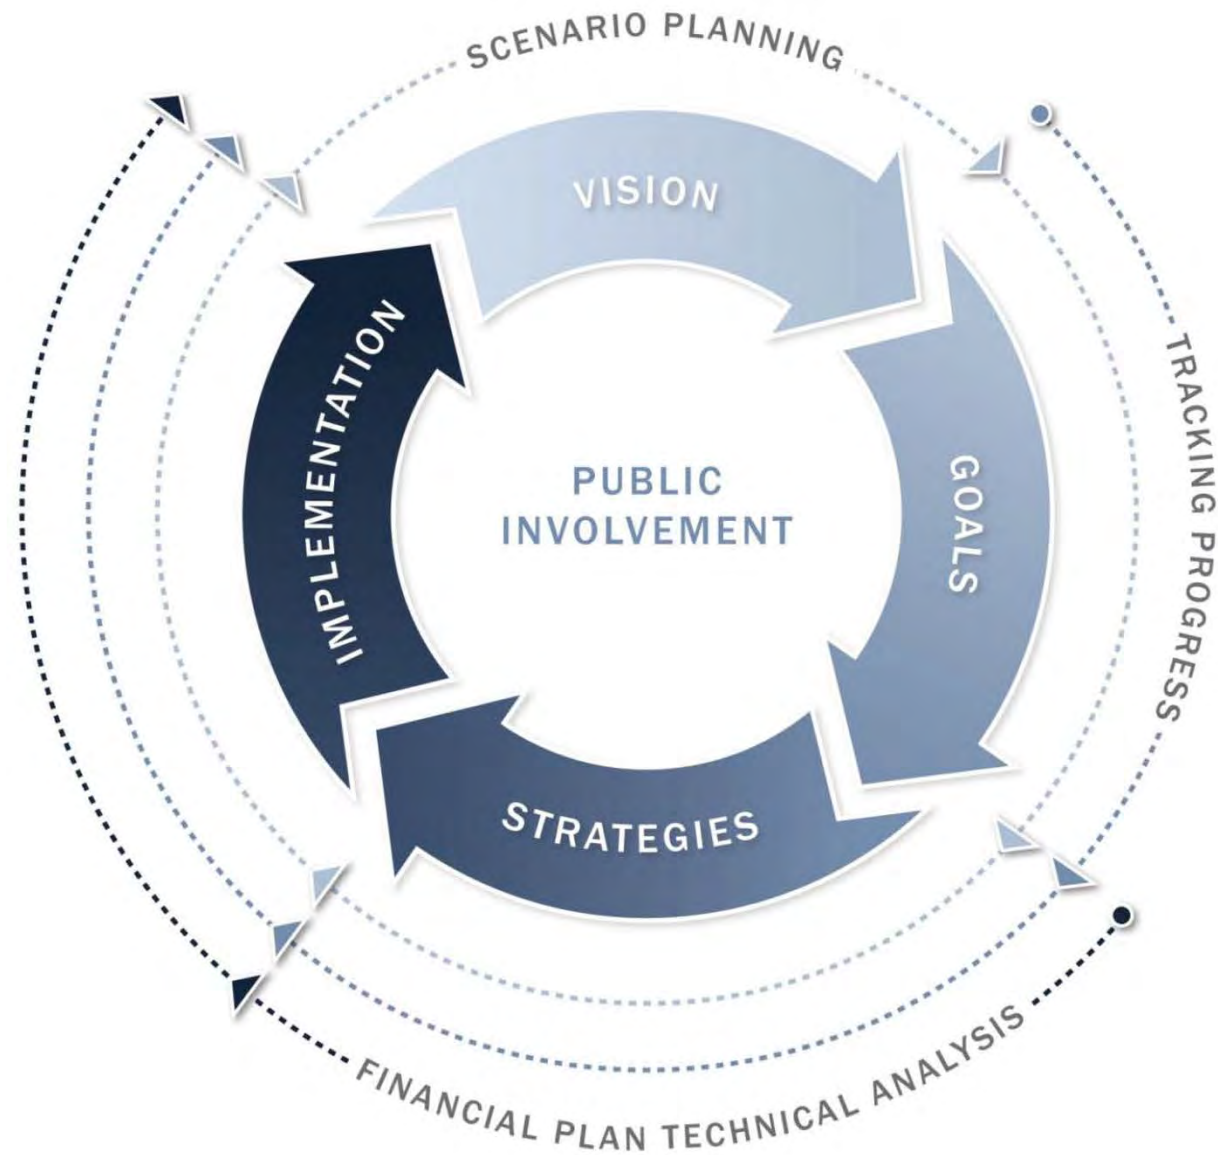 SCENARIO PLANNING
VISION
GOALS
TRACKING PROGRESS
PUBLIC
INVOLVEMENT
IMPLEMENTATION
STRATEGIES
FINANCIAL PLAN TECHNICAL ANALYSIS